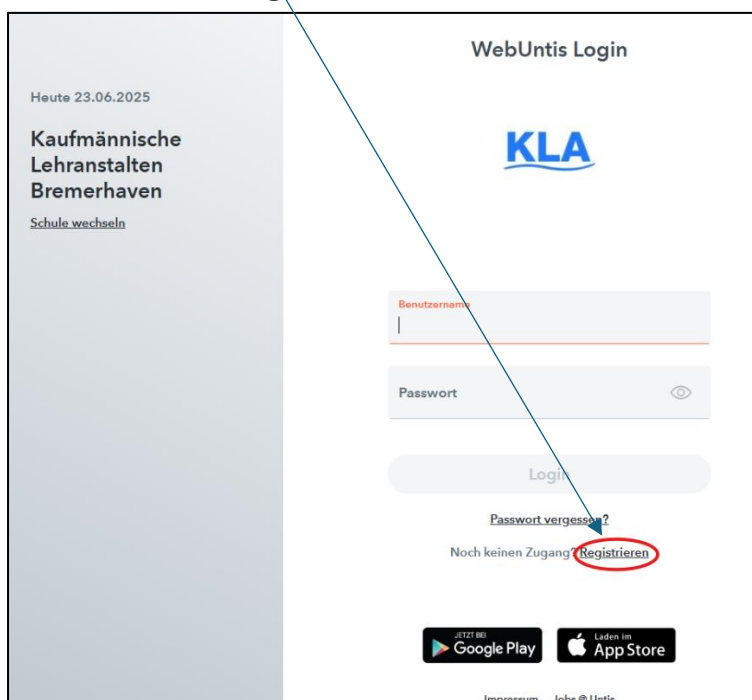 WebUntis Login
Heute 23.06.2025
Kaufmännische
Lehranstalten
Bremerhaven
Schule wechseln
KLA
Benutzername
Passwort
Login
Passwort vergessen?
Noch keinen Zugang? Registrieren
JETZT BEI
Google Play
Laden im
App Store
Impressum Jobs @ Untis